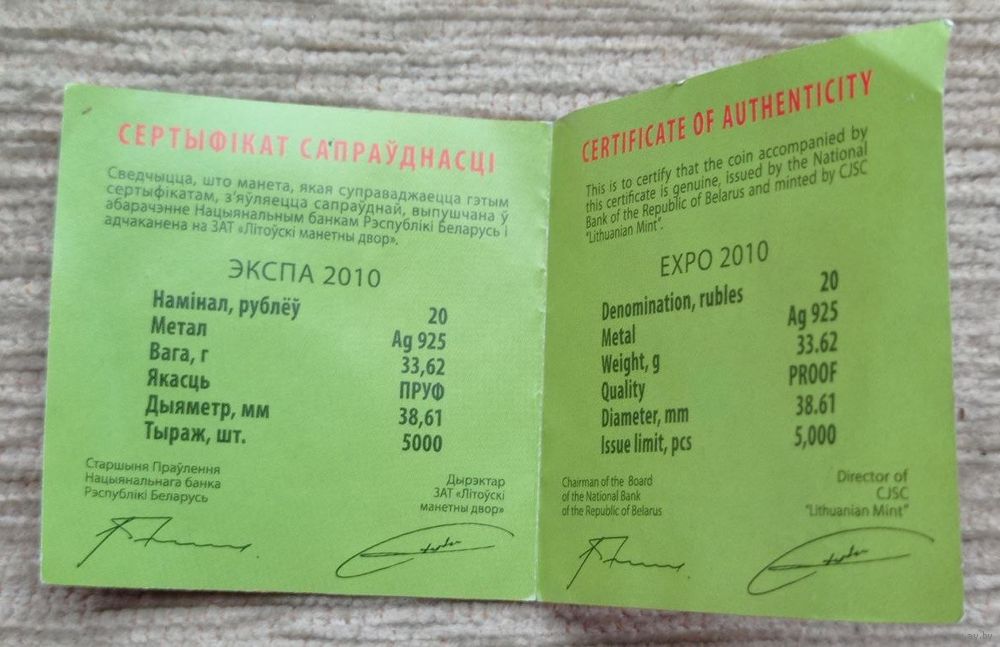 СЕРТЫФІКАТ САПРАЎДНАСЦІ
Сведчыцца, што манета, якая суправаджаецца гэтым
сертыфікатам, з'яўляецца сапраўднай, выпушчана ў
абарачэнне Нацыянальным банкам Рэспублікі Беларусь і
адчаканена на ЗАТ «Літоўскі манетны двор».
ЭКСПА 2010
Намінал, рублёў 20
Метал Ag 925
Вага, г 33,62
Якасць ПРУФ
Дыяметр, мм 38,61
Тыраж, шт. 5000
Старшыня Праўлення
Нацыянальнага банка
Рэспублікі Беларусь
Дырэктар
ЗАТ «Літоўскі
манетны двор»
CERTIFICATE OF AUTHENTICITY
This is to certify that the coin accompanied by
this certificate is genuine, issued by the National
Bank of the Republic of Belarus and minted by CJSC
"Lithuanian Mint".
EXPO 2010
Denomination, rubles 20
Metal Ag 925
Weight, g 33.62
Quality PROOF
Diameter, mm 38.61
Issue limit, pcs 5,000
Chairman of the Board
of the National Bank
of the Republic of Belarus
Director of
CJSC
"Lithuanian Mint"
ay.by